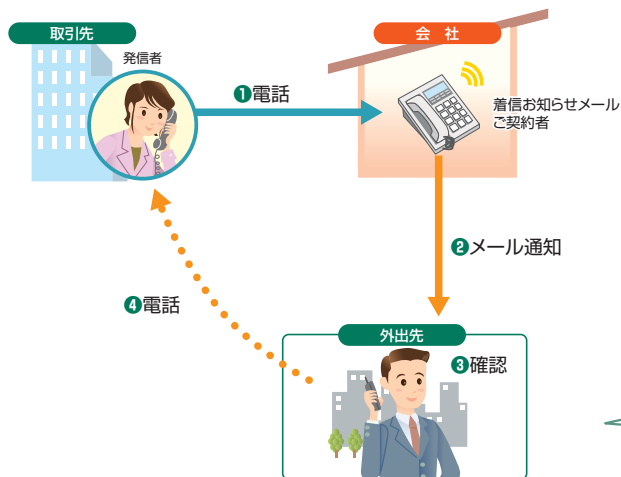 取引先
会 社
発信者
❶電話
着信お知らせメール
ご契約者
❷メール通知
❹電話
外出先
❸確認